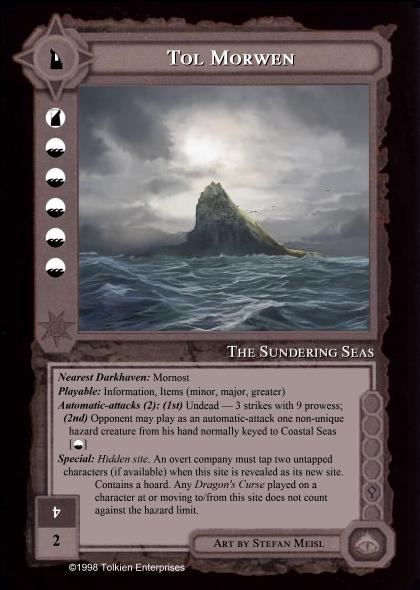 Tol Morwen
The Sundering Seas
Nearest Darkhaven: Mornost
Playable: Information, Items (minor, major, greater)
Automatic-attacks (2): (1st) Undead — 3 strikes with 9 prowess;
(2nd) Opponent may play as an automatic-attack one non-unique
hazard creature from his hand normally keyed to Coastal Seas
[ ]
Special: Hidden site. An overt company must tap two untapped
characters (if available) when this site is revealed as its new site.
Contains a hoard. Any Dragon's Curse played on a
character at or moving to/from this site does not count
against the hazard limit.
4
2
Art by Stefan Meisl
©1998 Tolkien Enterprises